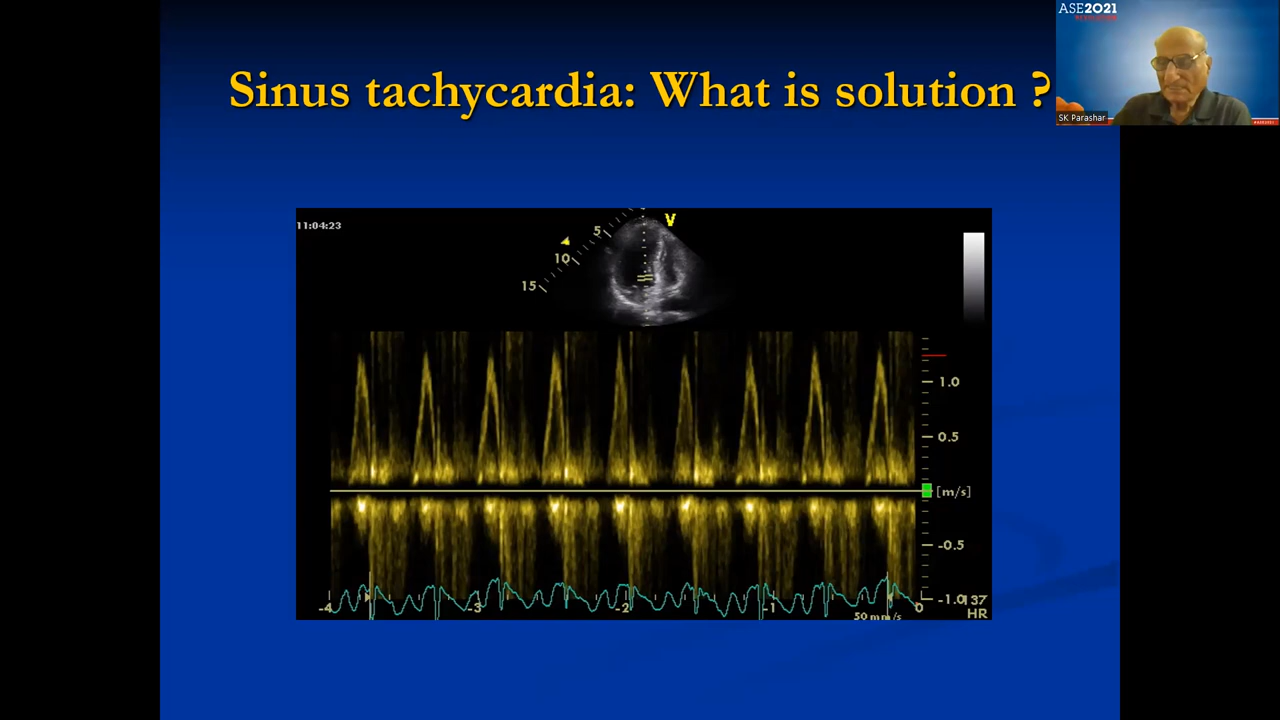 Sinus tachycardia: What is solution ?
ASE2021
SK Parashar
11:04:23
V
5
10
15
1.0
0.5
[m/s]
-0.5
-1.0
137
HR
-4
-3
-2
-1
0
50 mm/s